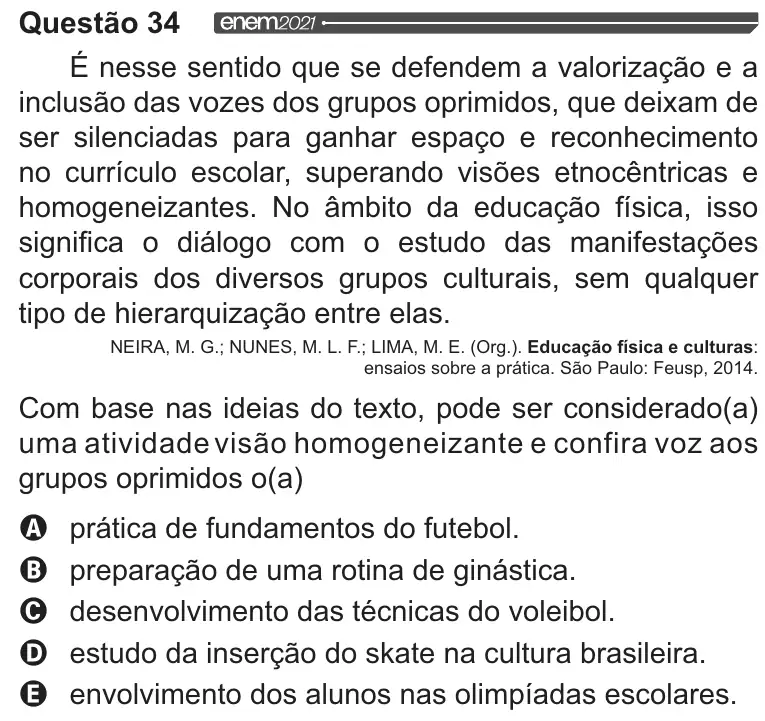 Questão 34 enem2021
É nesse sentido que se defendem a valorização e a
inclusão das vozes dos grupos oprimidos, que deixam de
ser silenciadas para ganhar espaço e reconhecimento
no currículo escolar, superando visões etnocêntricas e
homogeneizantes. No âmbito da educação física, isso
significa o diálogo com o estudo das manifestações
corporais dos diversos grupos culturais, sem qualquer
tipo de hierarquização entre elas.
NEIRA, M. G.; NUNES, M. L. F.; LIMA, M. E. (Org.). Educação física e culturas:
ensaios sobre a prática. São Paulo: Feusp, 2014.
Com base nas ideias do texto, pode ser considerado(a)
uma atividade visão homogeneizante e confira voz aos
grupos oprimidos o(a)
A prática de fundamentos do futebol.
B preparação de uma rotina de ginástica.
C desenvolvimento das técnicas do voleibol.
D estudo da inserção do skate na cultura brasileira.
E envolvimento dos alunos nas olimpíadas escolares.